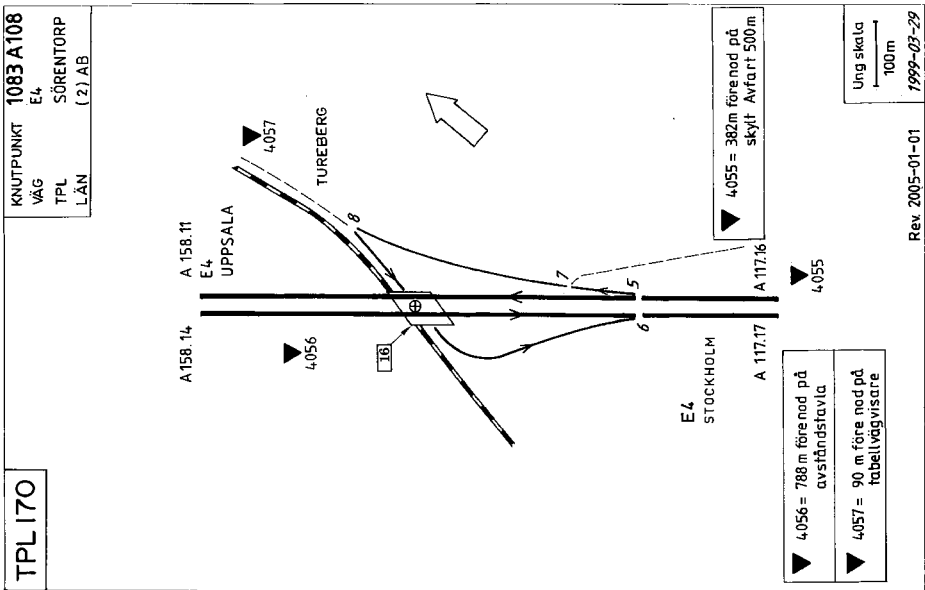 TPL 170
KNUTPUNKT 1083 A108
VÄG E4
TPL SÖRENTORP
LÄN (2) AB
A 158.14
A 158.11
E4
UPPSALA
4057
TUREBERG
4056
16
8
7
5
6
E4
STOCKHOLM
A 117.17
A 117.16
4055
4055 = 382m före nod på
skylt Avfart 500m
4056 = 788 m före nod på
avståndstavla
4057 = 90 m före nod på
tabellvägvisare
Ung skala
100m
Rev. 2005-01-01
1999-03-29